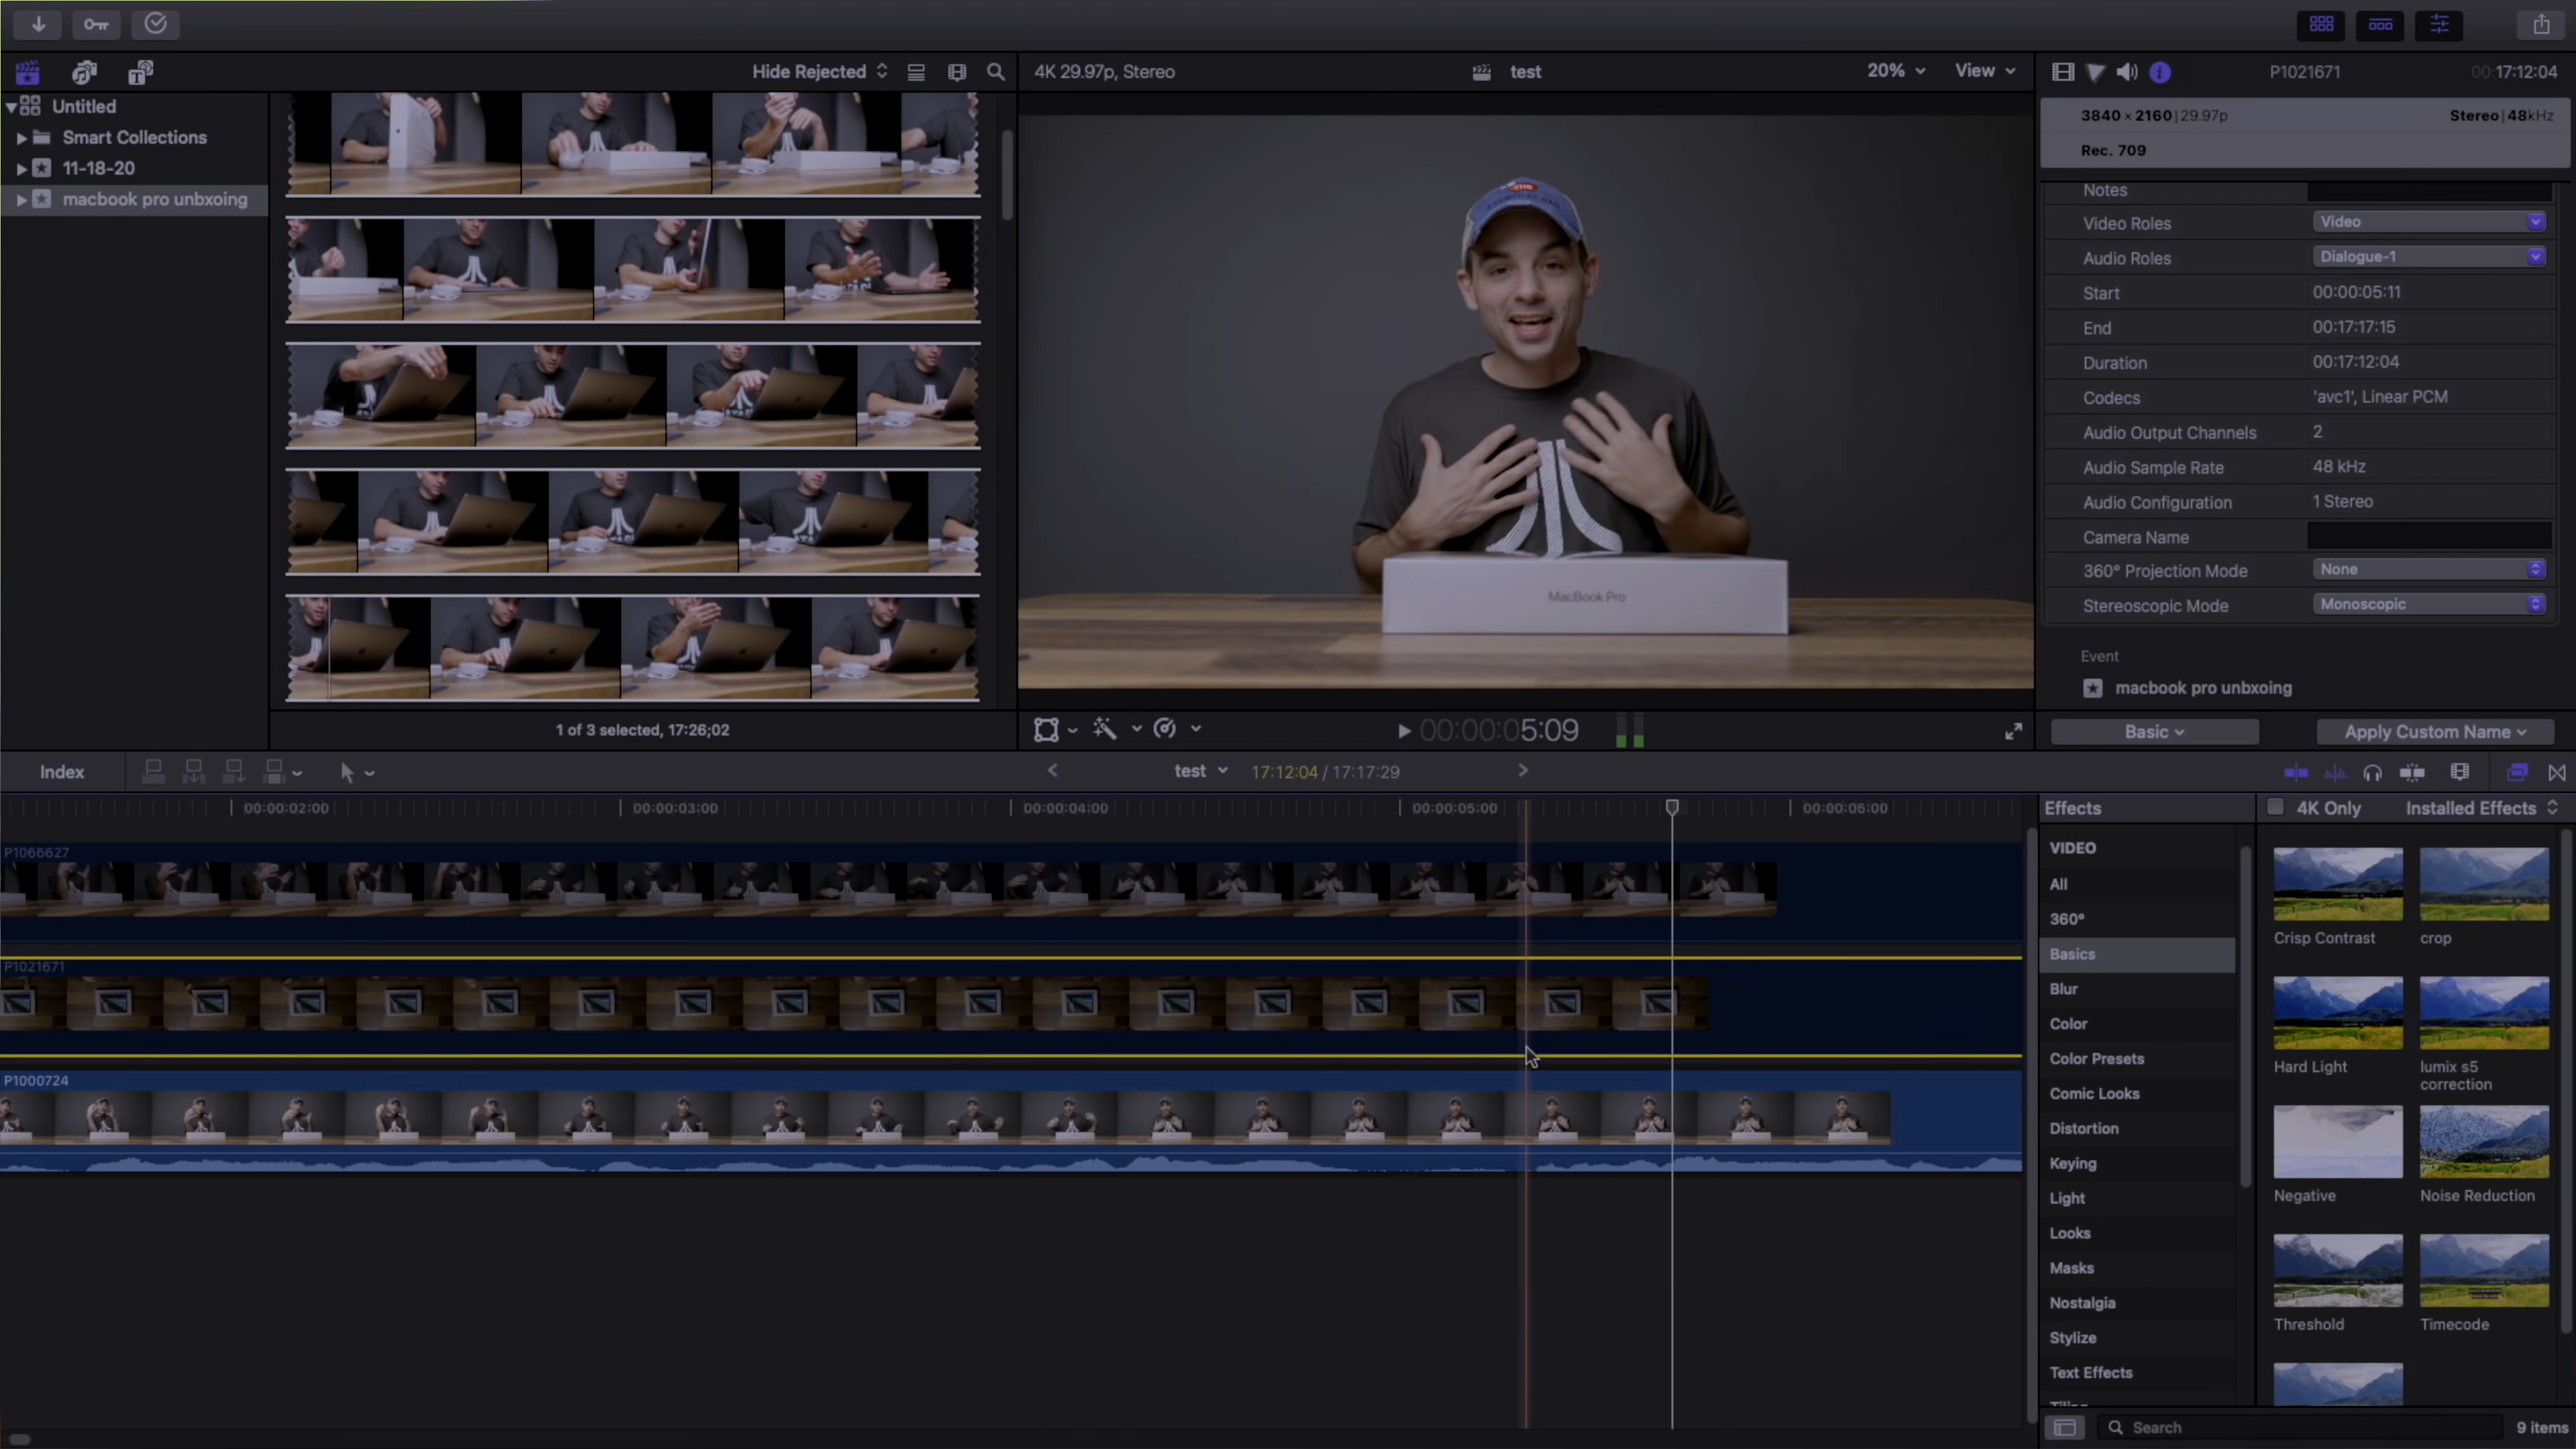 Hide Rejected
4K 29.97p, Stereo
test
20%
View
P1021671
00:17:12:04
Untitled
Smart Collections
11-18-20
macbook pro unbxoing
3840 × 2160 | 29.97p
Stereo | 48kHz
Rec. 709
Notes
Video Roles
Video
Audio Roles
Dialogue-1
Start
00:00:05:11
End
00:17:17:15
Duration
00:17:12:04
Codecs
'avc1', Linear PCM
Audio Output Channels
2
Audio Sample Rate
48 kHz
Audio Configuration
1 Stereo
Camera Name
360° Projection Mode
None
Stereoscopic Mode
Monoscopic
Event
macbook pro unbxoing
THE
MacBook Pro
1 of 3 selected, 17:26;02
00:00:05:09
Basic
Apply Custom Name
Index
test
17:12:04 / 17:17:29
00:00:02:00
00:00:03:00
00:00:04:00
00:00:05:00
00:00:06:00
P1066627
P1021671
P1000724
Effects
4K Only
Installed Effects
VIDEO
All
360°
Basics
Blur
Color
Color Presets
Comic Looks
Distortion
Keying
Light
Looks
Masks
Nostalgia
Stylize
Text Effects
Crisp Contrast
crop
Hard Light
lumix s5
correction
Negative
Noise Reduction
Threshold
Timecode
Search
9 items